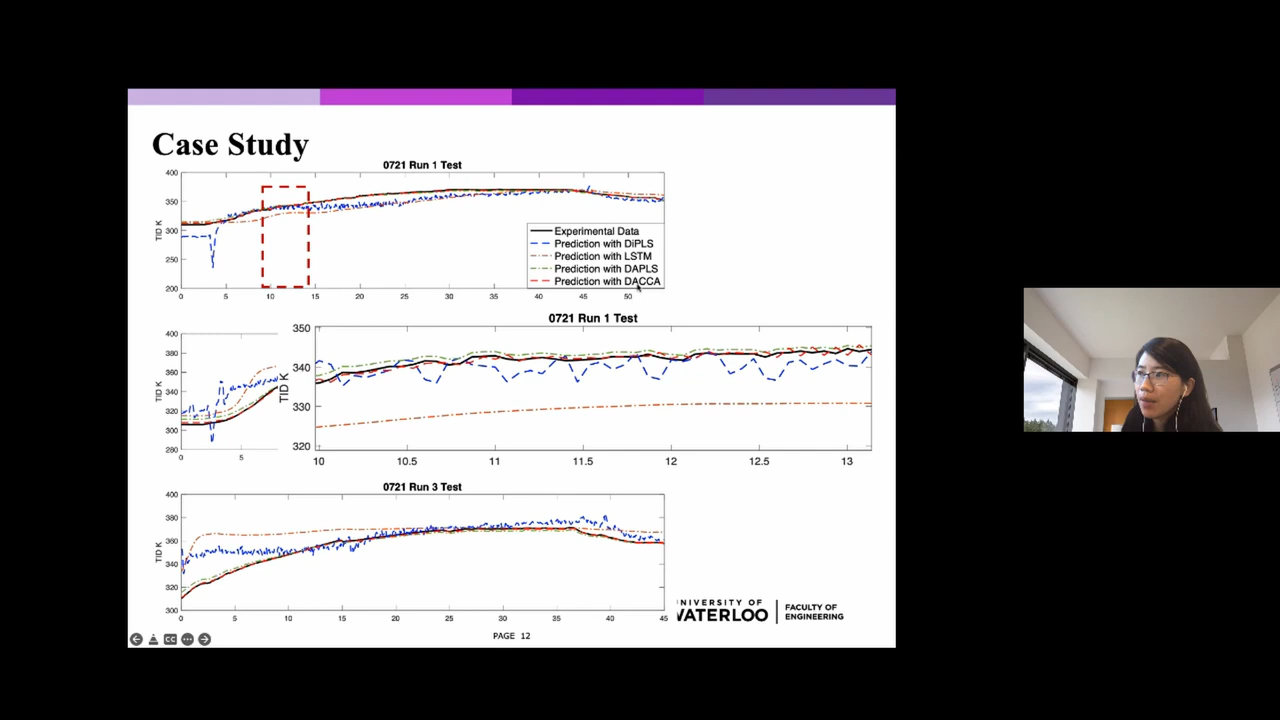 Case Study
0721 Run 1 Test
400
350
300
250
200
TID K
0 5 10 15 20 25 30 35 40 45 50
Experimental Data
Prediction with DiPLS
Prediction with LSTM
Prediction with DAPLS
Prediction with DACCA
400
380
360
340
320
300
280
TID K
0 5
0721 Run 1 Test
350
340
330
320
TID K
10 10.5 11 11.5 12 12.5 13
0721 Run 3 Test
400
380
360
340
320
300
TID K
0 5 10 15 20 25 30 35 40 45
NIVERSITY OF
WATERLOO
FACULTY OF
ENGINEERING
PAGE 12
CC